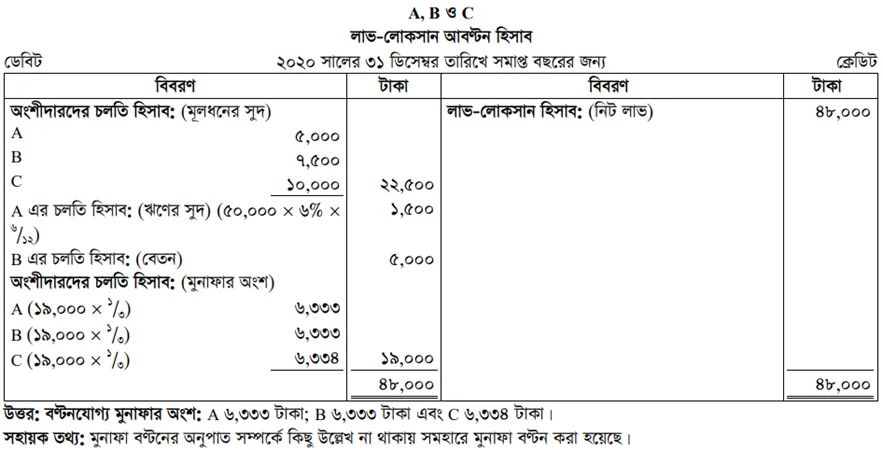 A, B ও C
লাভ-লোকসান আবণ্টন হিসাব
ডেবিট ২০২০ সালের ৩১ ডিসেম্বর তারিখে সমাপ্ত বছরের জন্য ক্রেডিট
বিবরণ টাকা বিবরণ টাকা
অংশীদারদের চলতি হিসাব: (মূলধনের সুদ) লাভ-লোকসান হিসাব: (নিট লাভ) ৪৮,০০০
A ৫,০০০
B ৭,৫০০
C ১০,০০০ ২২,৫০০
A এর চলতি হিসাব: (ঋণের সুদ) (৫০,০০০ × ৬% × ১,৫০০
৬/১২)
B এর চলতি হিসাব: (বেতন) ৫,০০০
অংশীদারদের চলতি হিসাব: (মুনাফার অংশ)
A (১৯,০০০ × ১/৩) ৬,৩৩৩
B (১৯,০০০ × ১/৩) ৬,৩৩৩
C (১৯,০০০ × ১/৩) ৬,৩৩৪ ১৯,০০০
৪৮,০০০ ৪৮,০০০
উত্তর: বণ্টনযোগ্য মুনাফার অংশ: A ৬,৩৩৩ টাকা; B ৬,৩৩৩ টাকা এবং C ৬,৩৩৪ টাকা।
সহায়ক তথ্য: মুনাফা বণ্টনের অনুপাত সম্পর্কে কিছু উল্লেখ না থাকায় সমহারে মুনাফা বণ্টন করা হয়েছে।